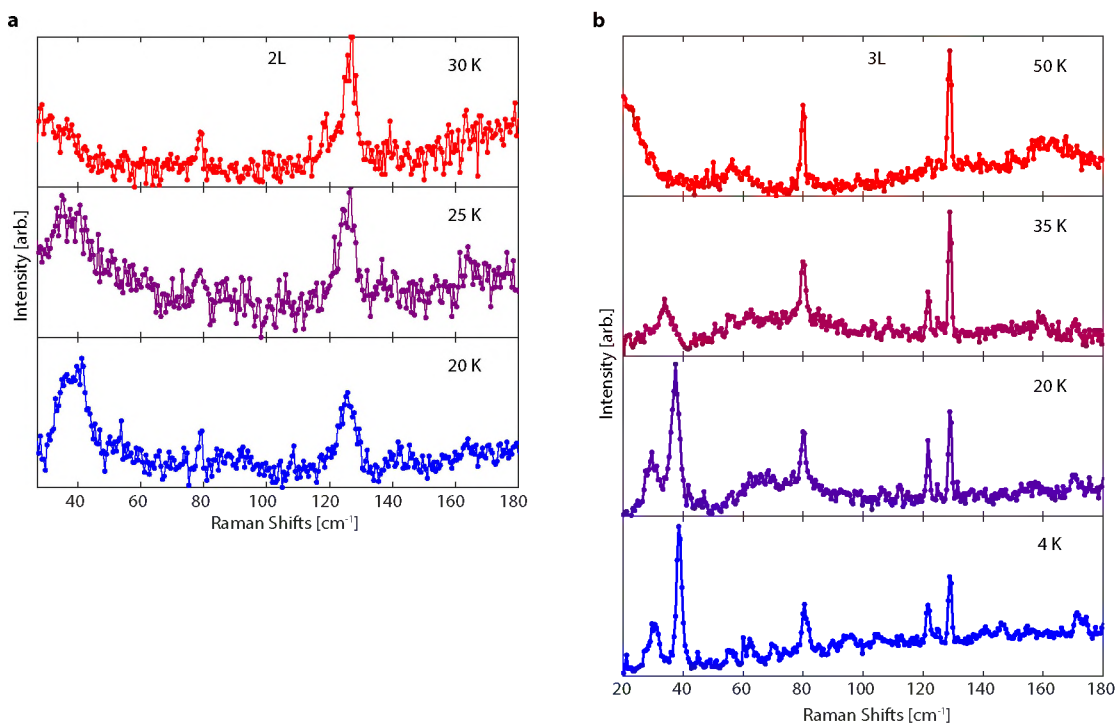 a
2L
30 K
25 K
20 K
Intensity [arb.]
40 60 80 100 120 140 160 180
Raman Shifts [cm⁻¹]
b
3L
50 K
35 K
20 K
4 K
Intensity [arb.]
20 40 60 80 100 120 140 160 180
Raman Shifts [cm⁻¹]